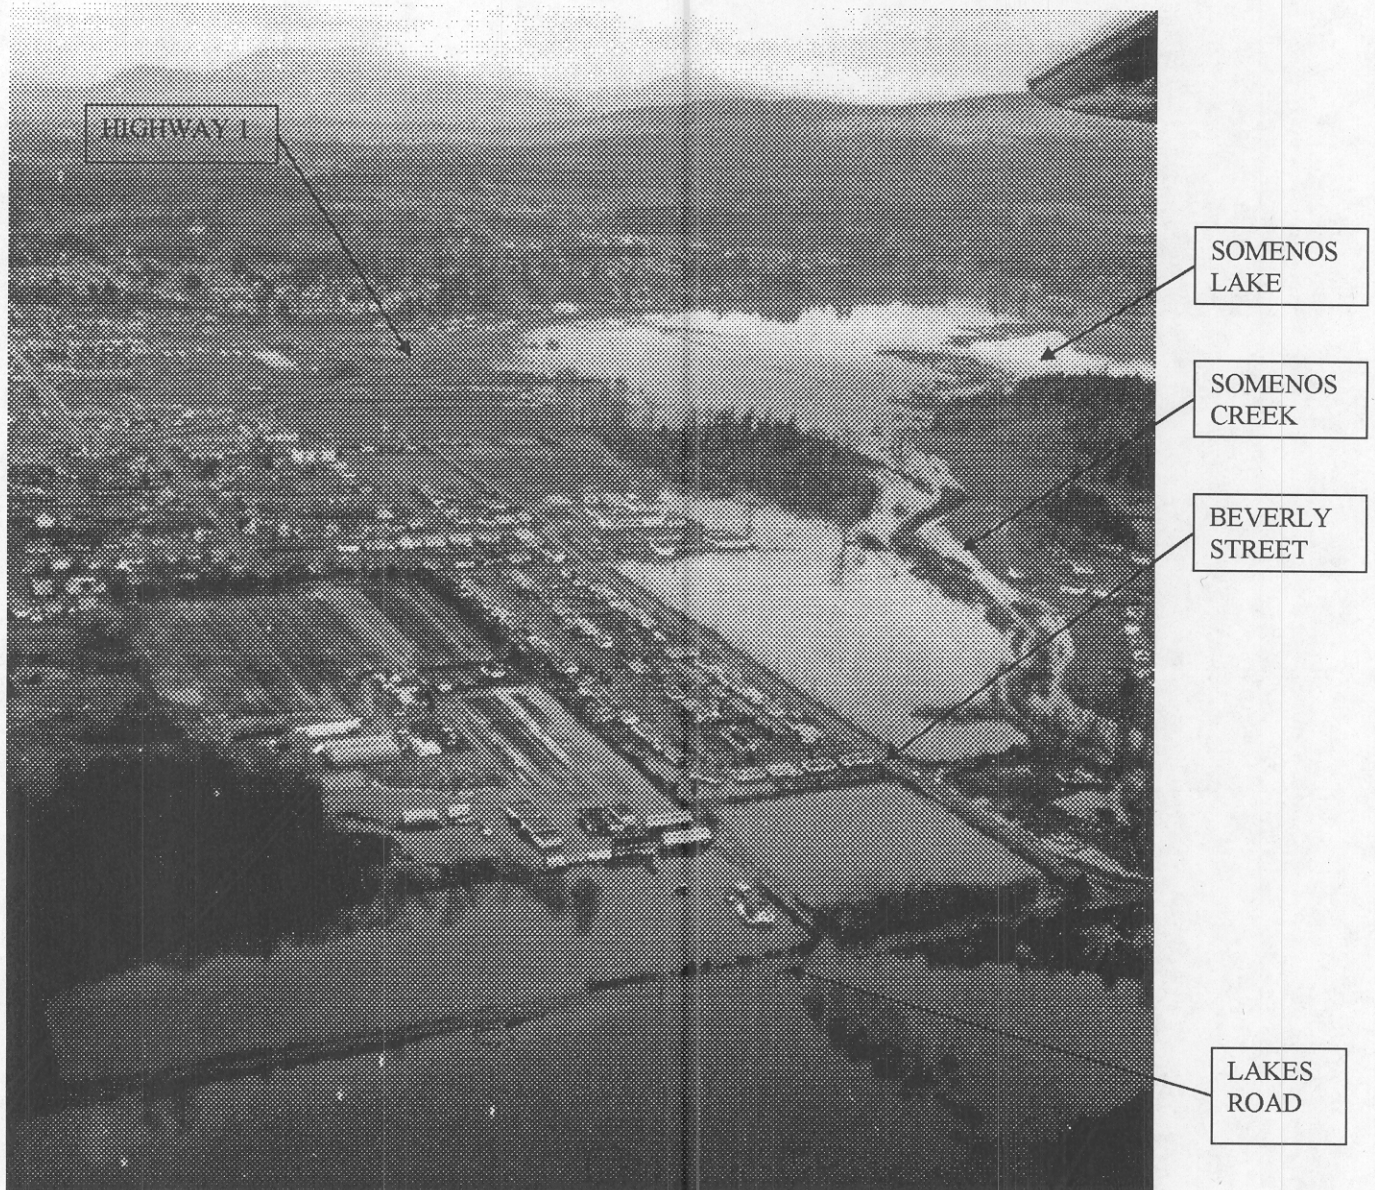 HIGHWAY 1
SOMENOS
LAKE
SOMENOS
CREEK
BEVERLY
STREET
LAKES
ROAD